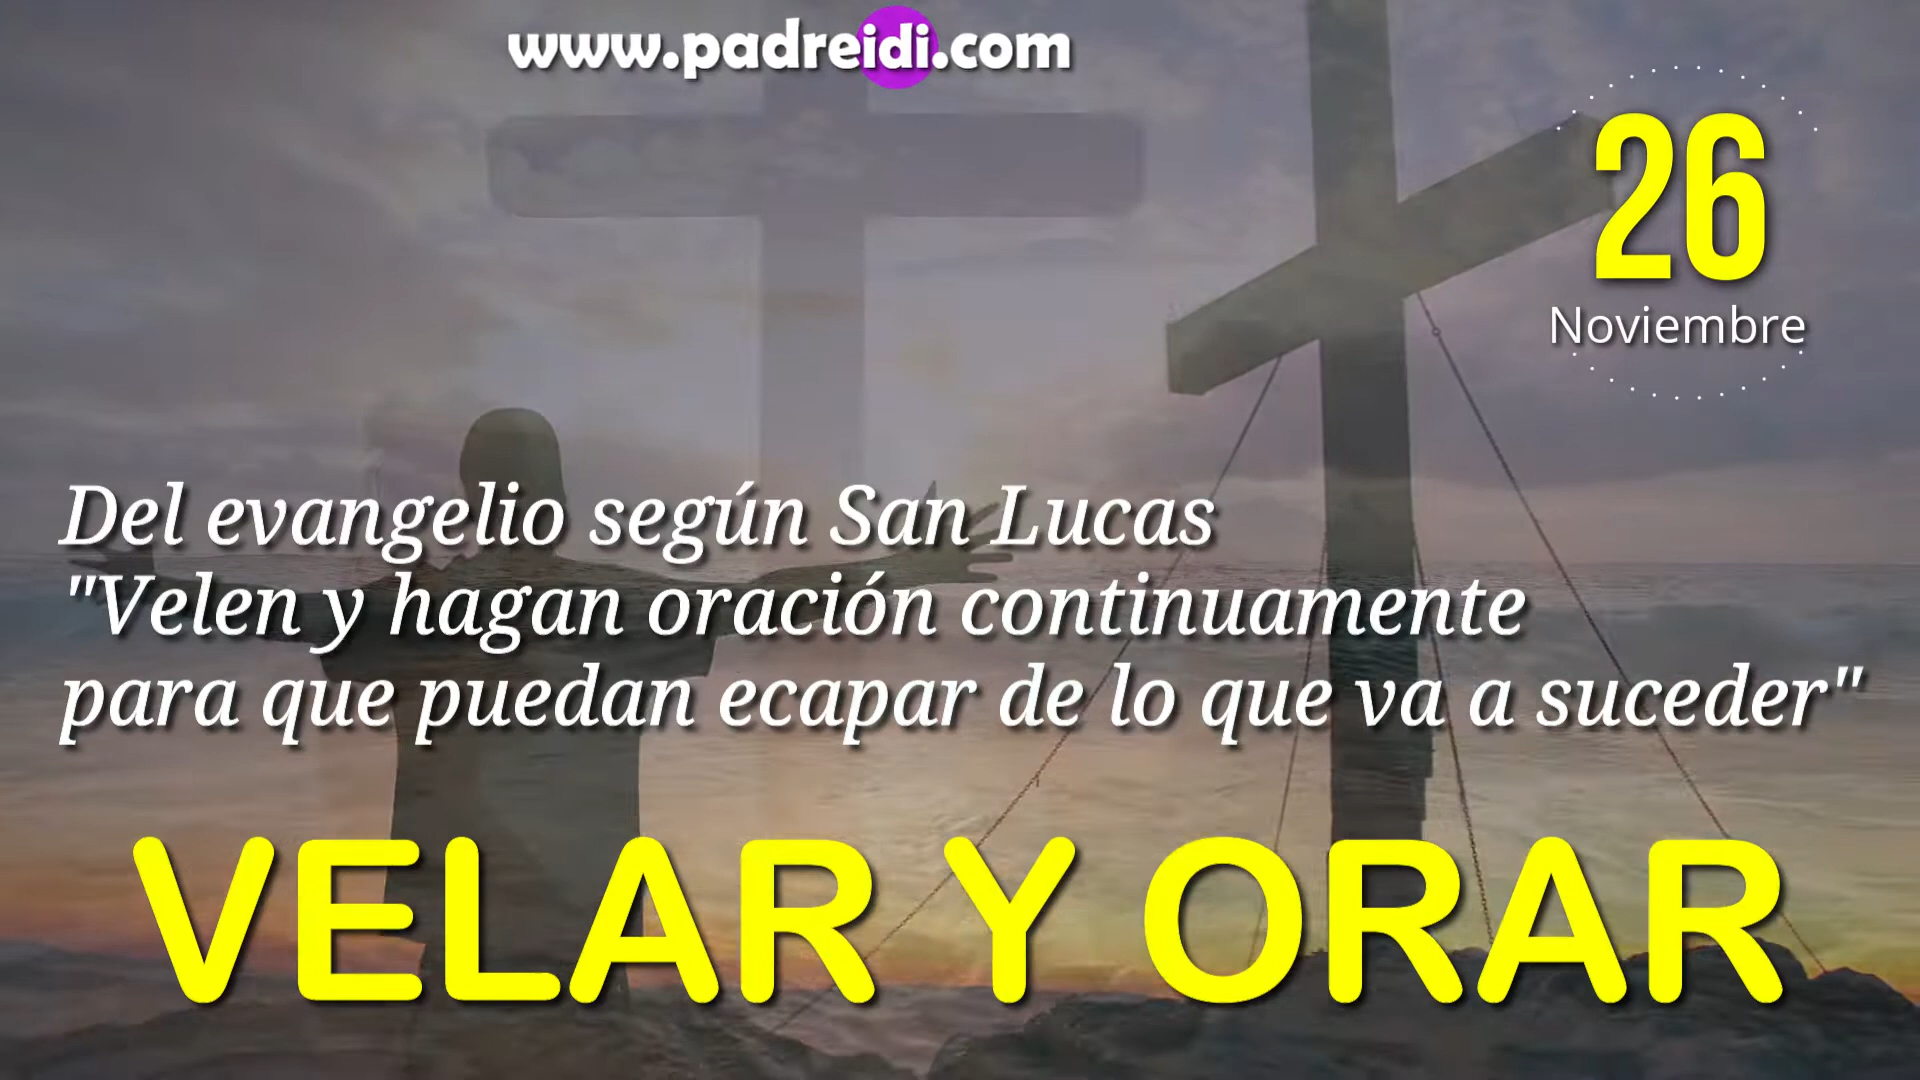 www.padreidi.com
26
Noviembre
Del evangelio según San Lucas
"Velen y hagan oración continuamente
para que puedan ecapar de lo que va a suceder"
VELAR Y ORAR